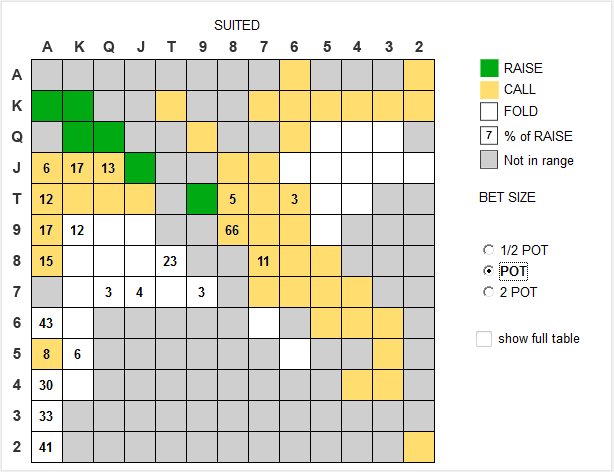 SUITED
A K Q J T 9 8 7 6 5 4 3 2
A
K
Q
J 6 17 13
T 12 5 3
9 17 12 66
8 15 23 11
7 3 4 3
6 43
5 8 6
4 30
3 33
2 41
RAISE
CALL
FOLD
7 % of RAISE
Not in range
BET SIZE
1/2 POT
POT
2 POT
show full table